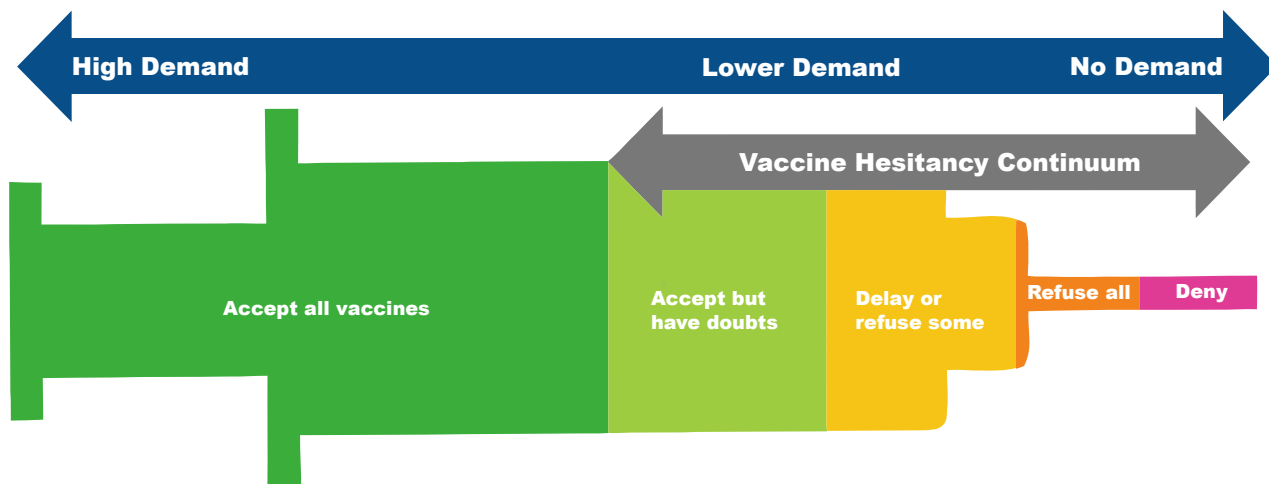 High Demand Lower Demand No Demand
Vaccine Hesitancy Continuum
Accept all vaccines
Accept but
have doubts
Delay or
refuse some
Refuse all
Deny